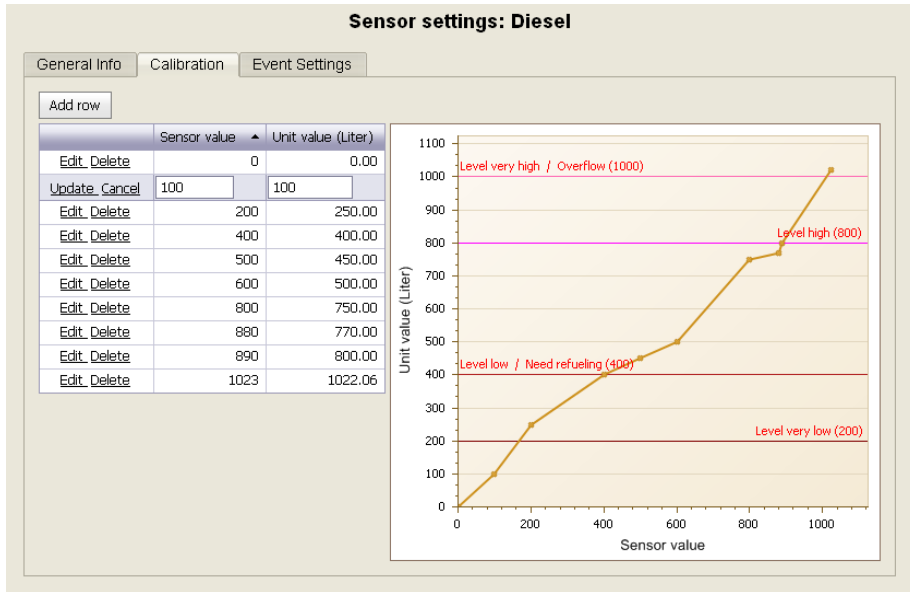 Sensor settings: Diesel
General Info Calibration Event Settings
Add row
Sensor value Unit value (Liter)
Edit Delete 0 0.00
Update Cancel 100 100
Edit Delete 200 250.00
Edit Delete 400 400.00
Edit Delete 500 450.00
Edit Delete 600 500.00
Edit Delete 800 750.00
Edit Delete 880 770.00
Edit Delete 890 800.00
Edit Delete 1023 1022.06
Unit value (Liter)
1100
1000
900
800
700
600
500
400
300
200
100
0
Level very high / Overflow (1000)
Level high (800)
Level low / Need refueling (400)
Level very low (200)
0 200 400 600 800 1000
Sensor value